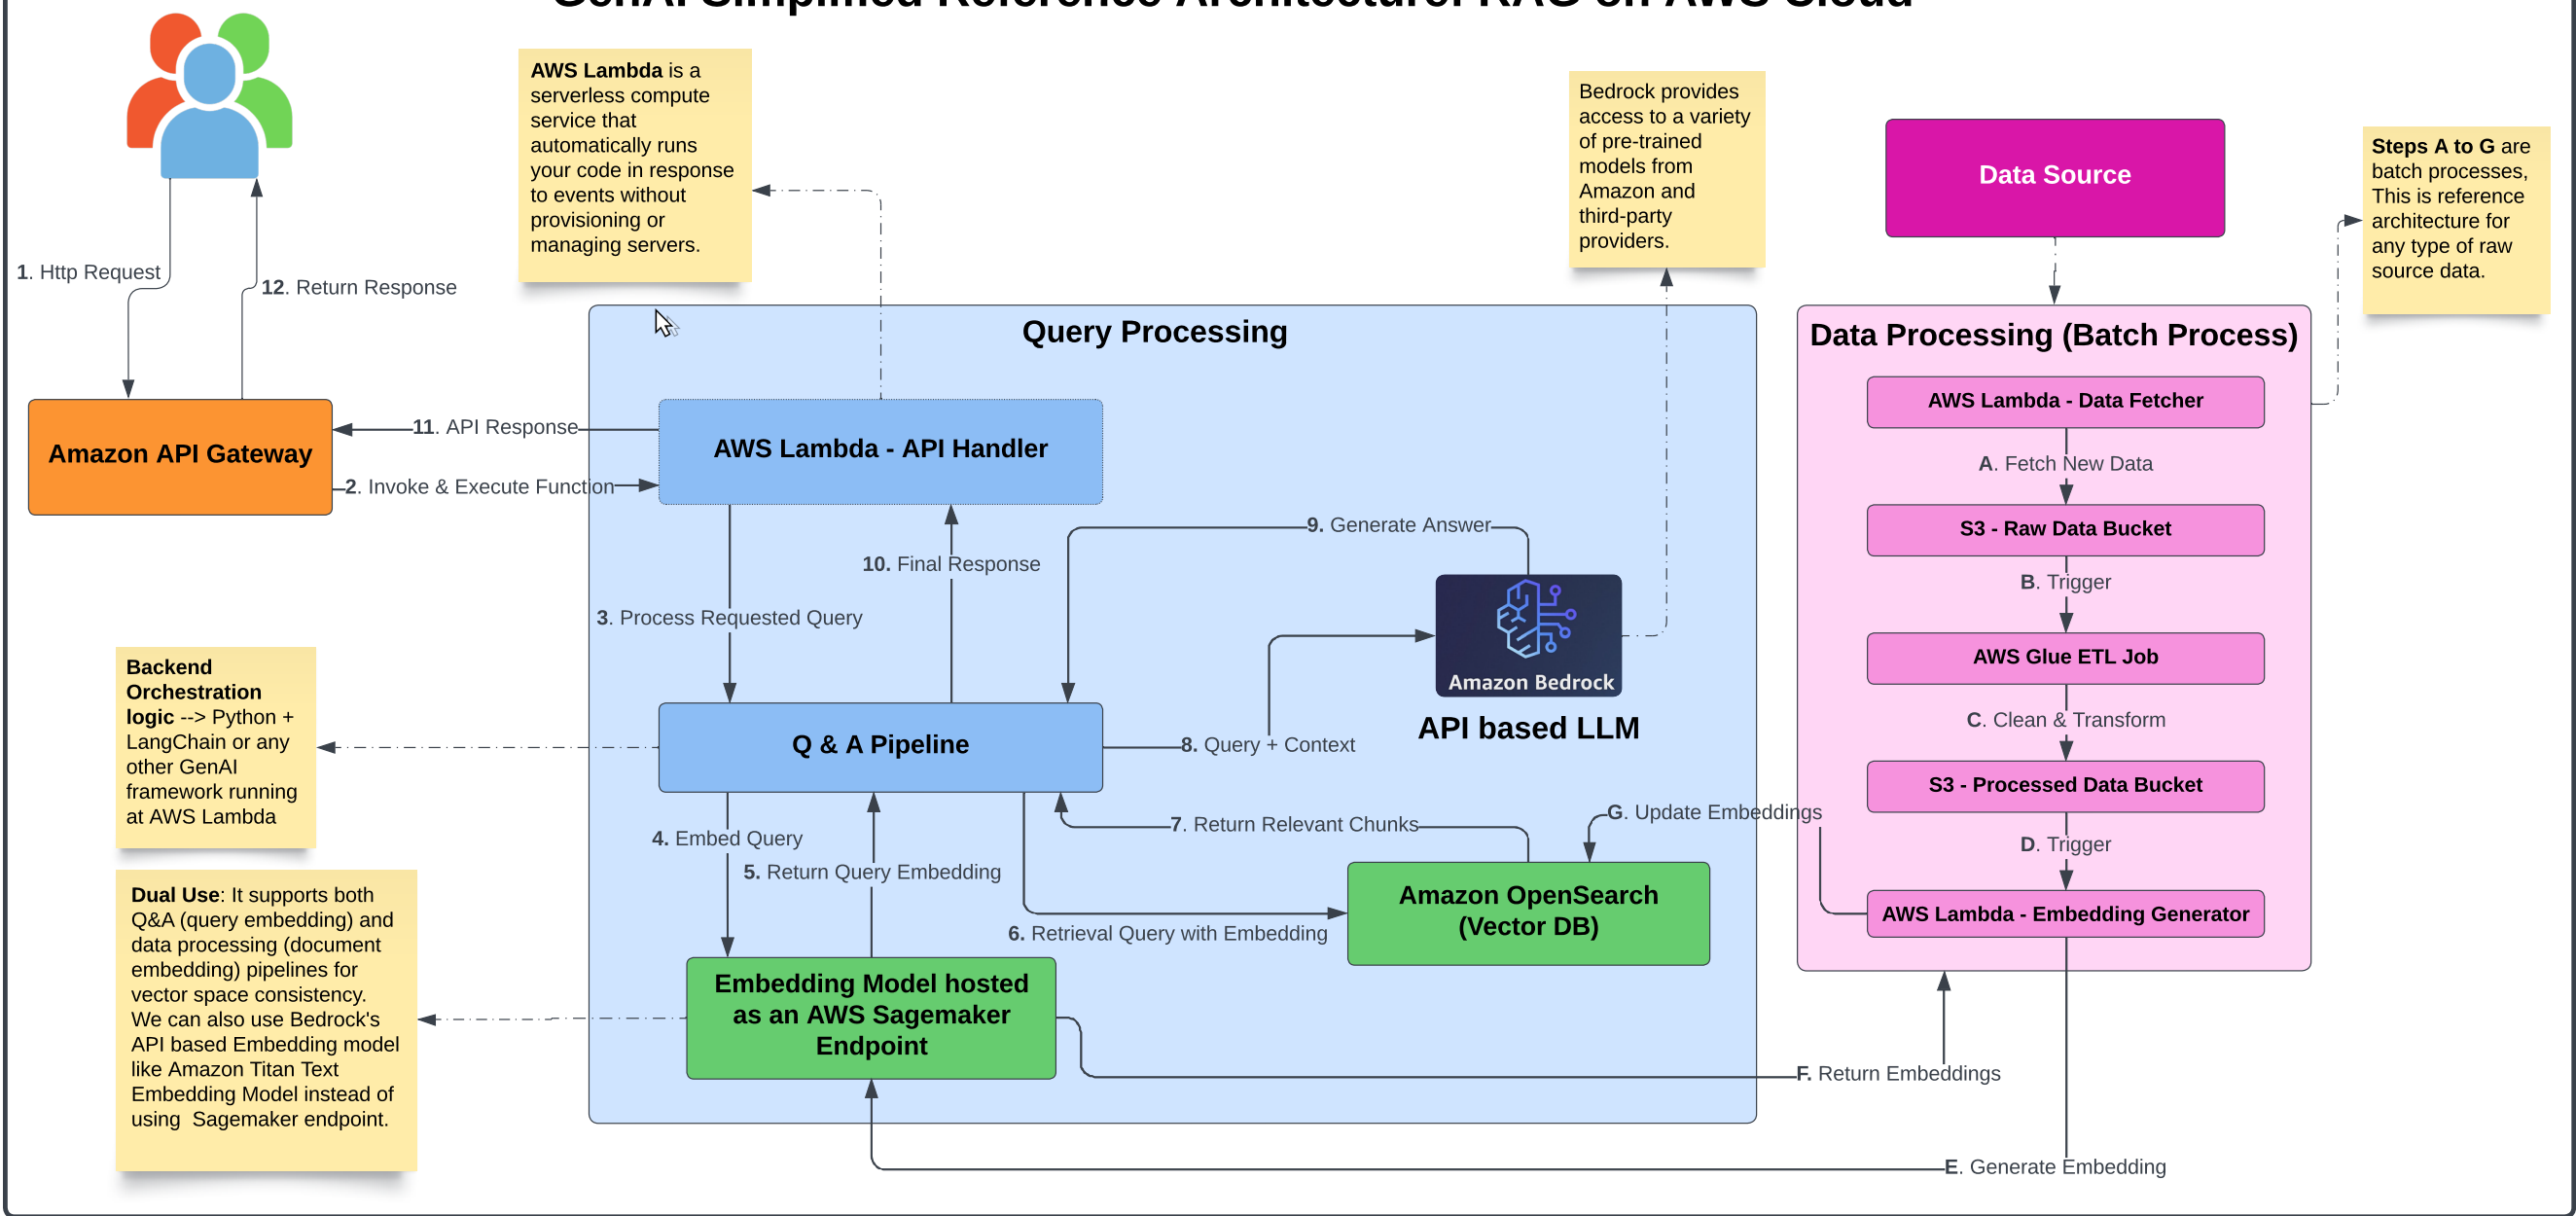 GenAI Simplified Reference Architecture: RAG on AWS Cloud
AWS Lambda is a
serverless compute
service that
automatically runs
your code in response
to events without
provisioning or
managing servers.
Bedrock provides
access to a variety
of pre-trained
models from
Amazon and
third-party
providers.
Data Source
Steps A to G are
batch processes,
This is reference
architecture for
any type of raw
source data.
1. Http Request
12. Return Response
Query Processing
Data Processing (Batch Process)
Amazon API Gateway
11. API Response
2. Invoke & Execute Function
AWS Lambda - API Handler
3. Process Requested Query
10. Final Response
9. Generate Answer
Amazon Bedrock
API based LLM
Backend
Orchestration
logic --> Python +
LangChain or any
other GenAI
framework running
at AWS Lambda
Q & A Pipeline
8. Query + Context
4. Embed Query
5. Return Query Embedding
7. Return Relevant Chunks
6. Retrieval Query with Embedding
G. Update Embeddings
Amazon OpenSearch
(Vector DB)
Dual Use: It supports both
Q&A (query embedding) and
data processing (document
embedding) pipelines for
vector space consistency.
We can also use Bedrock's
API based Embedding model
like Amazon Titan Text
Embedding Model instead of
using  Sagemaker endpoint.
Embedding Model hosted
as an AWS Sagemaker
Endpoint
AWS Lambda - Data Fetcher
A. Fetch New Data
S3 - Raw Data Bucket
B. Trigger
AWS Glue ETL Job
C. Clean & Transform
S3 - Processed Data Bucket
D. Trigger
AWS Lambda - Embedding Generator
F. Return Embeddings
E. Generate Embedding